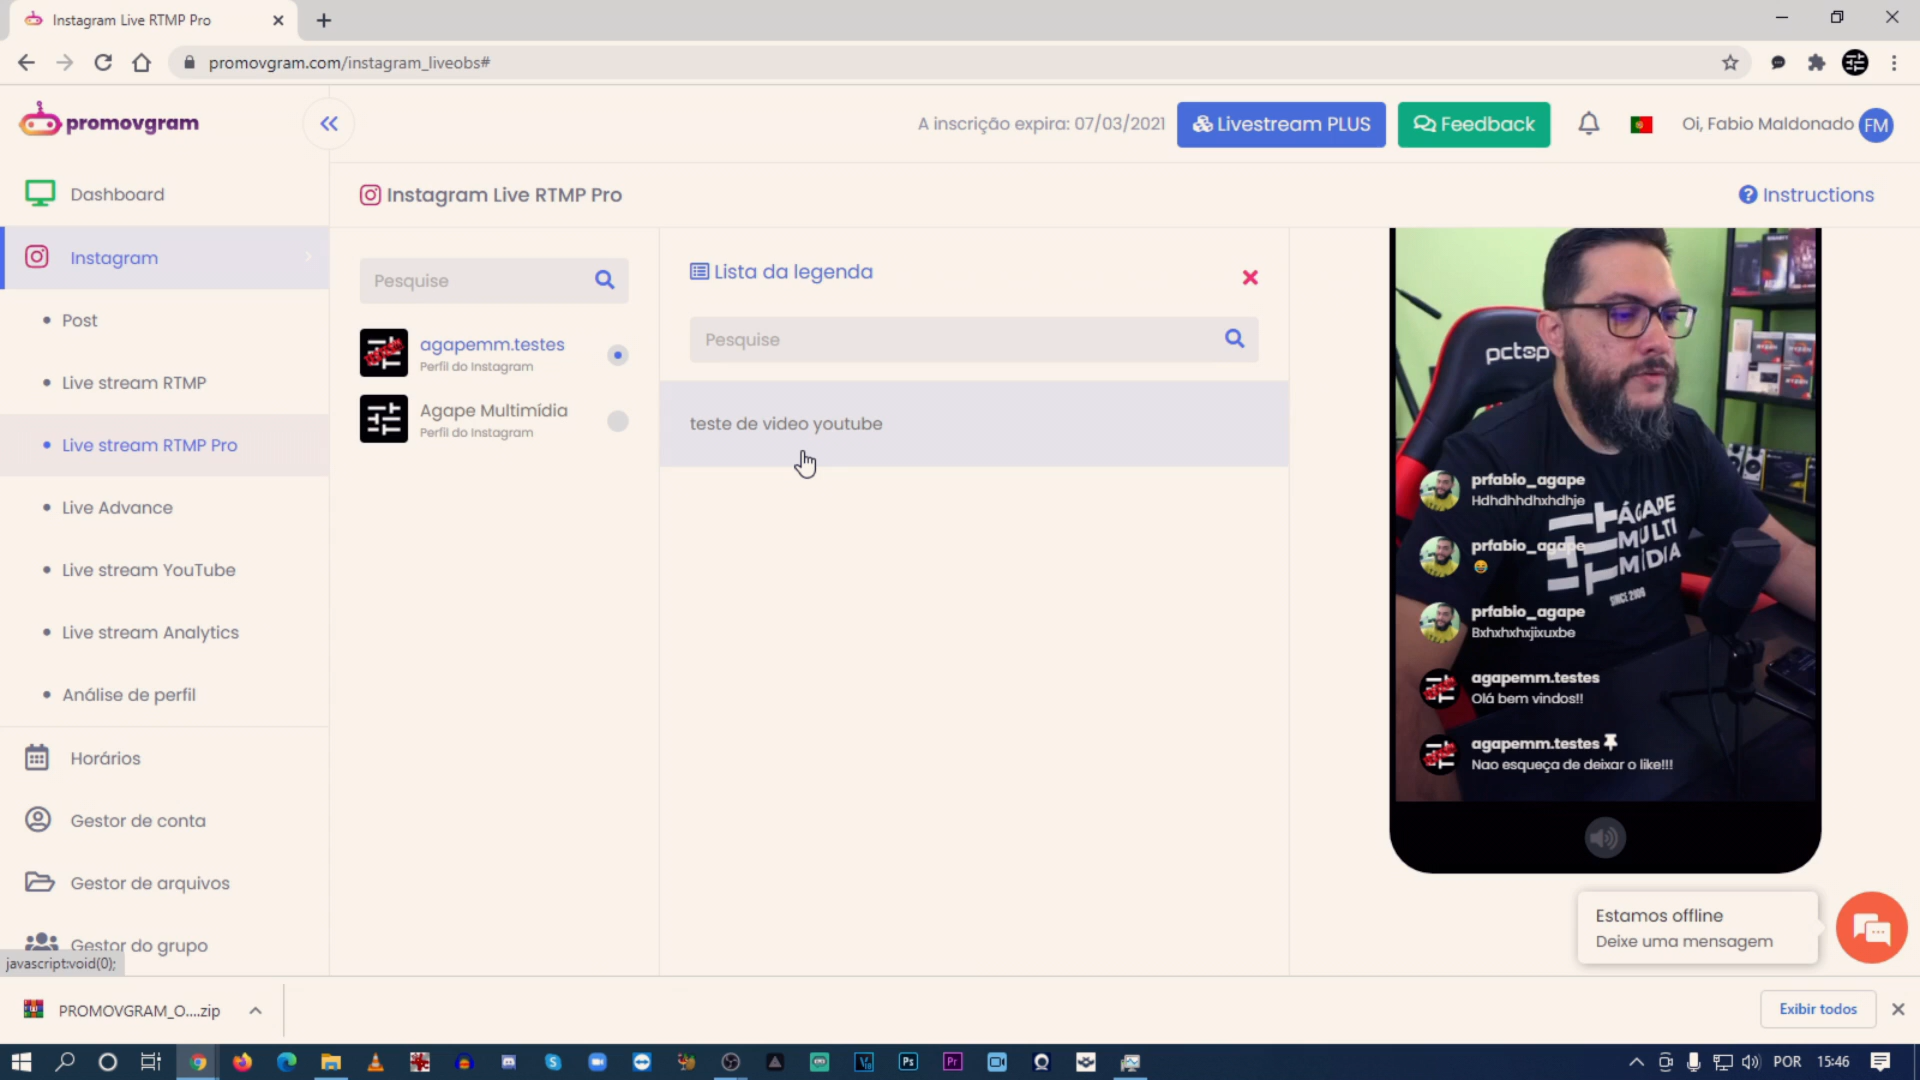 Instagram Live RTMP Pro
promovgram.com/instagram_liveobs#
promovgram
A inscrição expira: 07/03/2021
Livestream PLUS
Feedback
Oi, Fabio Maldonado
FM
Dashboard
Instagram
Post
Live stream RTMP
Live stream RTMP Pro
Live Advance
Live stream YouTube
Live stream Analytics
Análise de perfil
Horários
Gestor de conta
Gestor de arquivos
Gestor do grupo
javascript:void(0);
Instagram Live RTMP Pro
Instructions
Pesquise
agapemm.testes
Perfil do Instagram
Agape Multimídia
Perfil do Instagram
Lista da legenda
Pesquise
teste de video youtube
pctop
ÁGAPE
MULTI
MÍDIA
SINCE 2006
prfabio_agape
Hdhdhhdhxhdhje
prfabio_agape
😂
prfabio_agape
Bxhxhxhxjixuxbe
agapemm.testes
Olá bem vindos!!
agapemm.testes
Nao esqueça de deixar o like!!!
Estamos offline
Deixe uma mensagem
PROMOVGRAM_O....zip
Exibir todos
POR
15:46